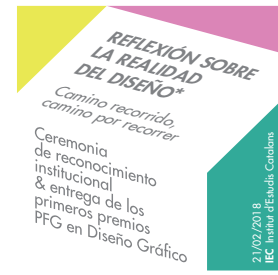 REFLEXIÓN SOBRE
LA REALIDAD
DEL DISEÑO*
Camino recorrido,
camino por recorrer
Ceremonia
de reconocimiento
institucional
& entrega de los
primeros premios
PFG en Diseño Gráfico
21/02/2018
IEC Institut d'Estudis Catalans